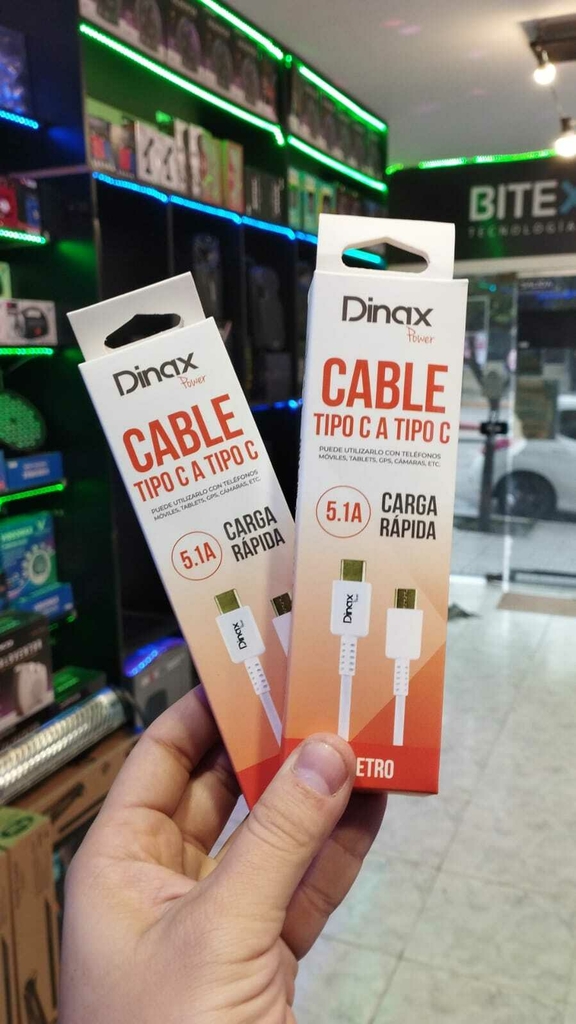 BITEX
TECNOLOGÍA
Dinax
Power
CABLE
TIPO C A TIPO C
PUEDE UTILIZARLO CON TELÉFONOS
MÓVILES, TABLETS, GPS, CÁMARAS, ETC.
5.1A
CARGA
RÁPIDA
Dinax
Dinax
Power
CABLE
TIPO C A TIPO C
PUEDE UTILIZARLO CON TELÉFONOS
MÓVILES, TABLETS, GPS, CÁMARAS, ETC.
5.1A
CARGA
RÁPIDA
Dinax
ETRO